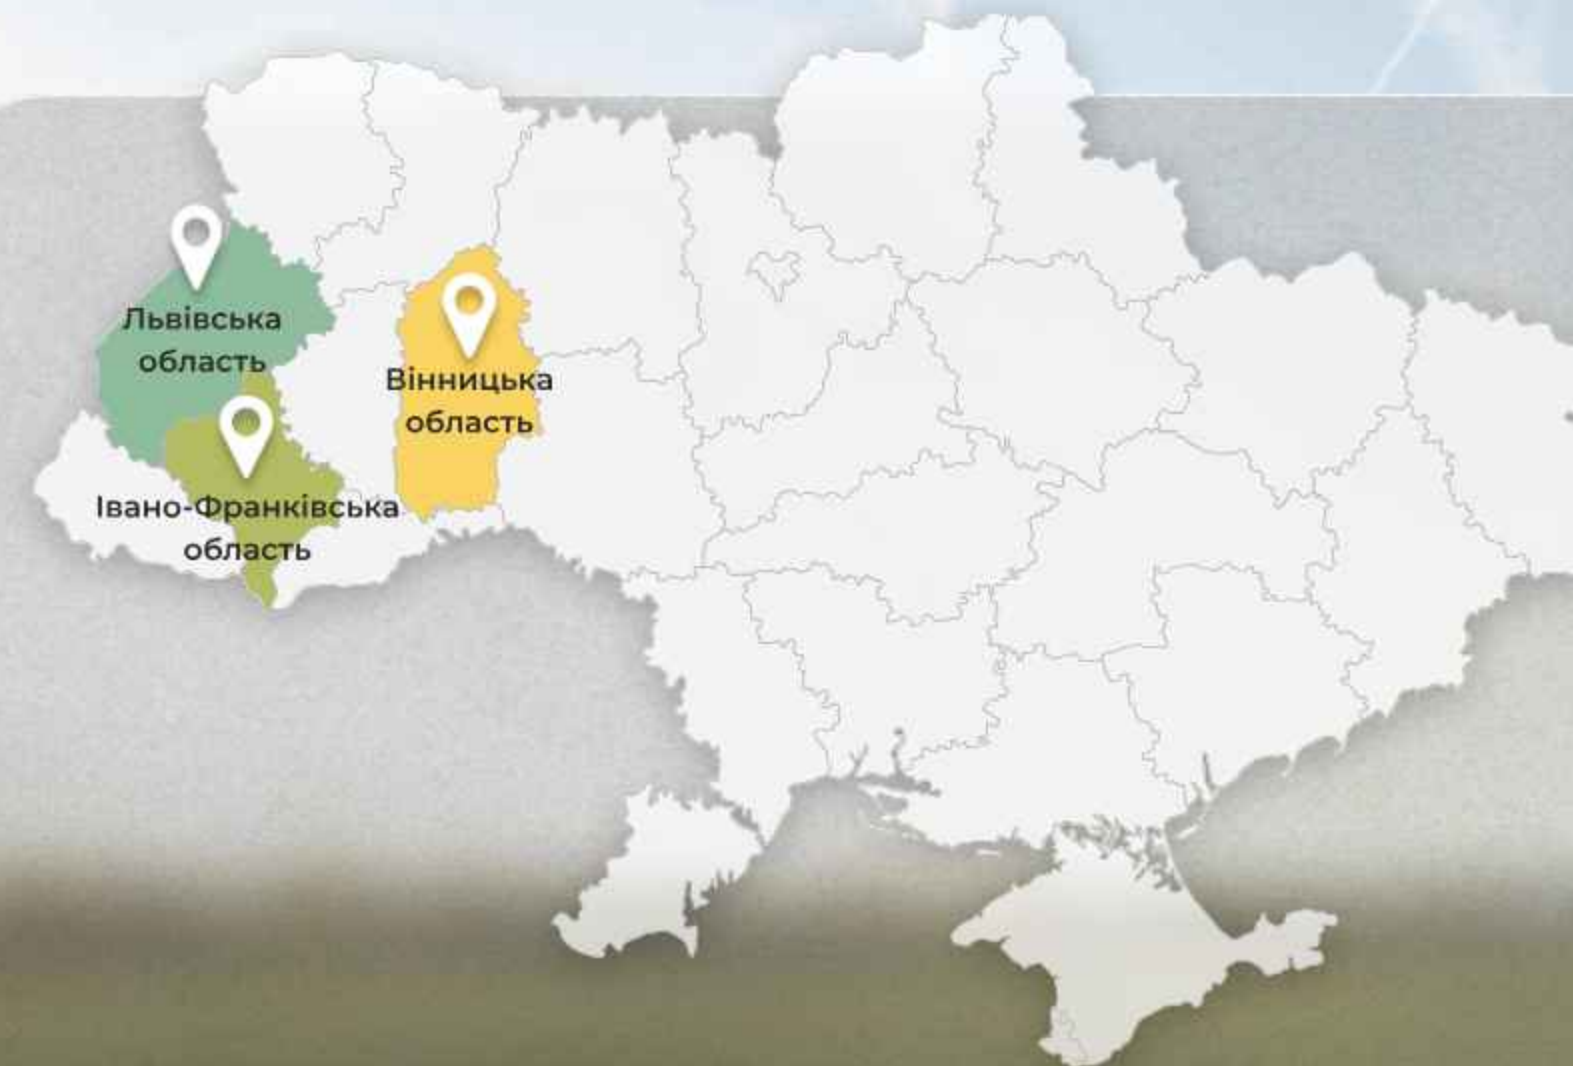 Львівська
область
Вінницька
область
Івано-Франківська
область